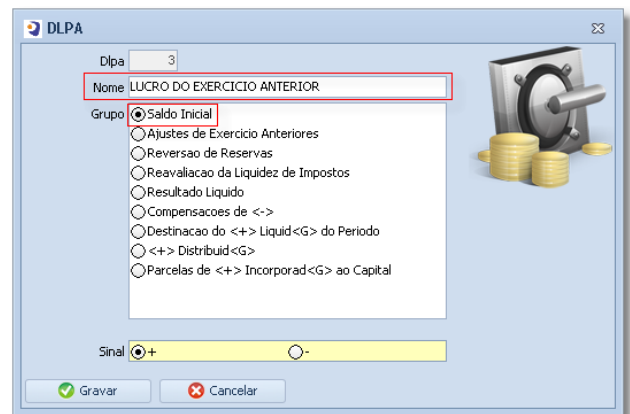 DLPA
Dlpa 3
Nome LUCRO DO EXERCICIO ANTERIOR
Grupo Saldo Inicial
Ajustes de Exercicio Anteriores
Reversao de Reservas
Reavaliacao da Liquidez de Impostos
Resultado Liquido
Compensacoes de <->
Destinacao do <+> Liquid<G> do Periodo
<+> Distribuid<G>
Parcelas de <+> Incorporad<G> ao Capital
Sinal + -
Gravar Cancelar